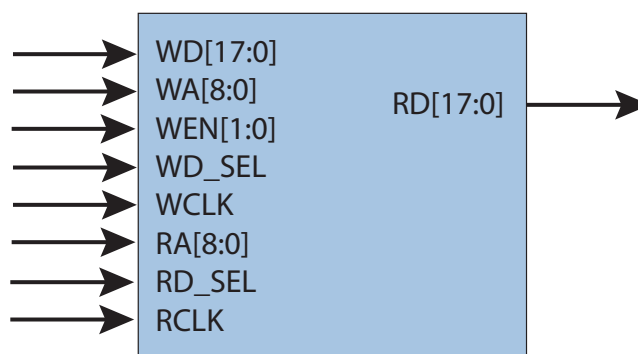 WD[17:0]
WA[8:0]
RD[17:0]
WEN[1:0]
WD_SEL
WCLK
RA[8:0]
RD_SEL
RCLK